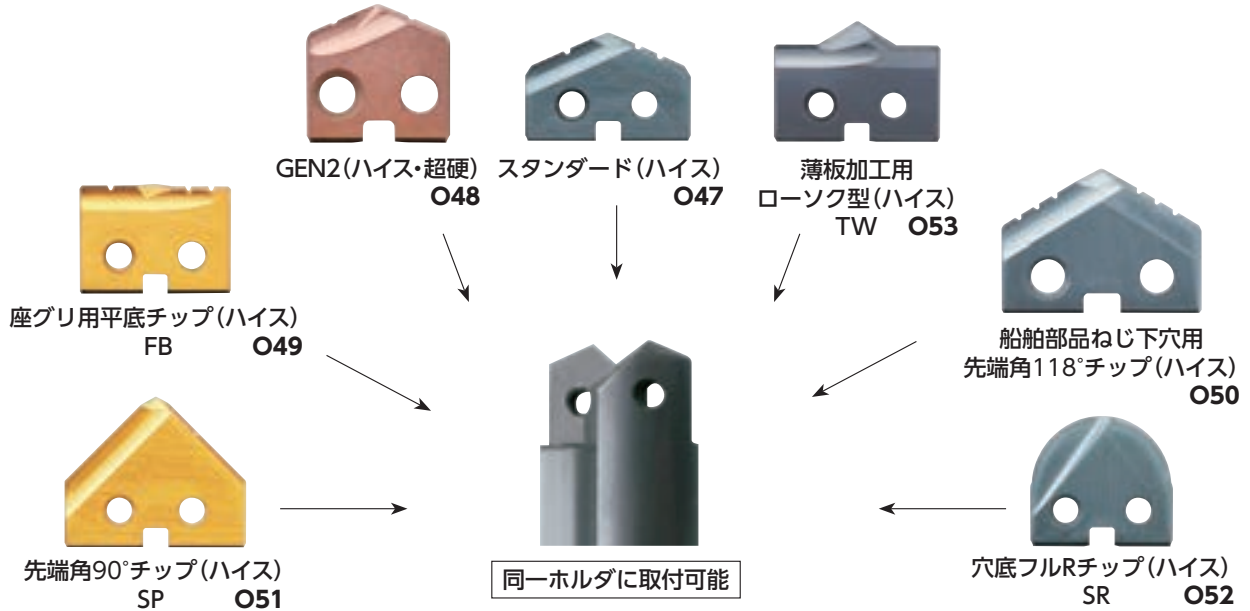 GEN2(ハイス・超硬)
O48
スタンダード(ハイス)
O47
薄板加工用
ローソク型(ハイス)
TW O53
座グリ用平底チップ(ハイス)
FB O49
船舶部品ねじ下穴用
先端角118°チップ(ハイス)
O50
先端角90°チップ(ハイス)
SP O51
穴底フルRチップ(ハイス)
SR O52
同一ホルダに取付可能